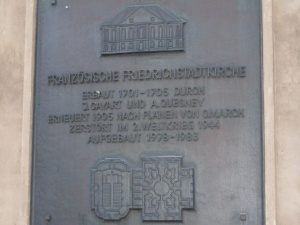 FRANZÖSISCHE FRIEDRICHSTADTKIRCHE
ERBAUT 1701-1705 DURCH
J. CAYART UND A. QUESNEY
ERNEUERT 1905 NACH PLÄNEN VON O. MARCH
ZERSTÖRT IM 2. WELTKRIEG 1944
AUFGEBAUT 1978-1983